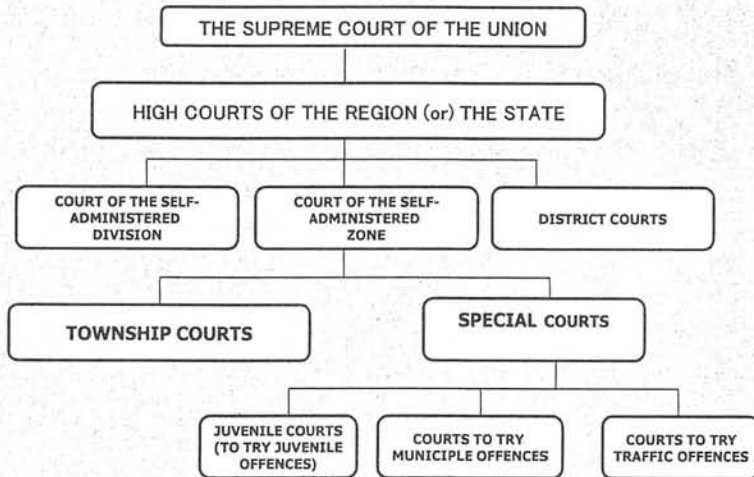 THE SUPREME COURT OF THE UNION
HIGH COURTS OF THE REGION (or) THE STATE
COURT OF THE SELF-
ADMINISTERED
DIVISION
COURT OF THE SELF-
ADMINISTERED
ZONE
DISTRICT COURTS
TOWNSHIP COURTS
SPECIAL COURTS
JUVENILE COURTS
(TO TRY JUVENILE
OFFENCES)
COURTS TO TRY
MUNICIPLE OFFENCES
COURTS TO TRY
TRAFFIC OFFENCES